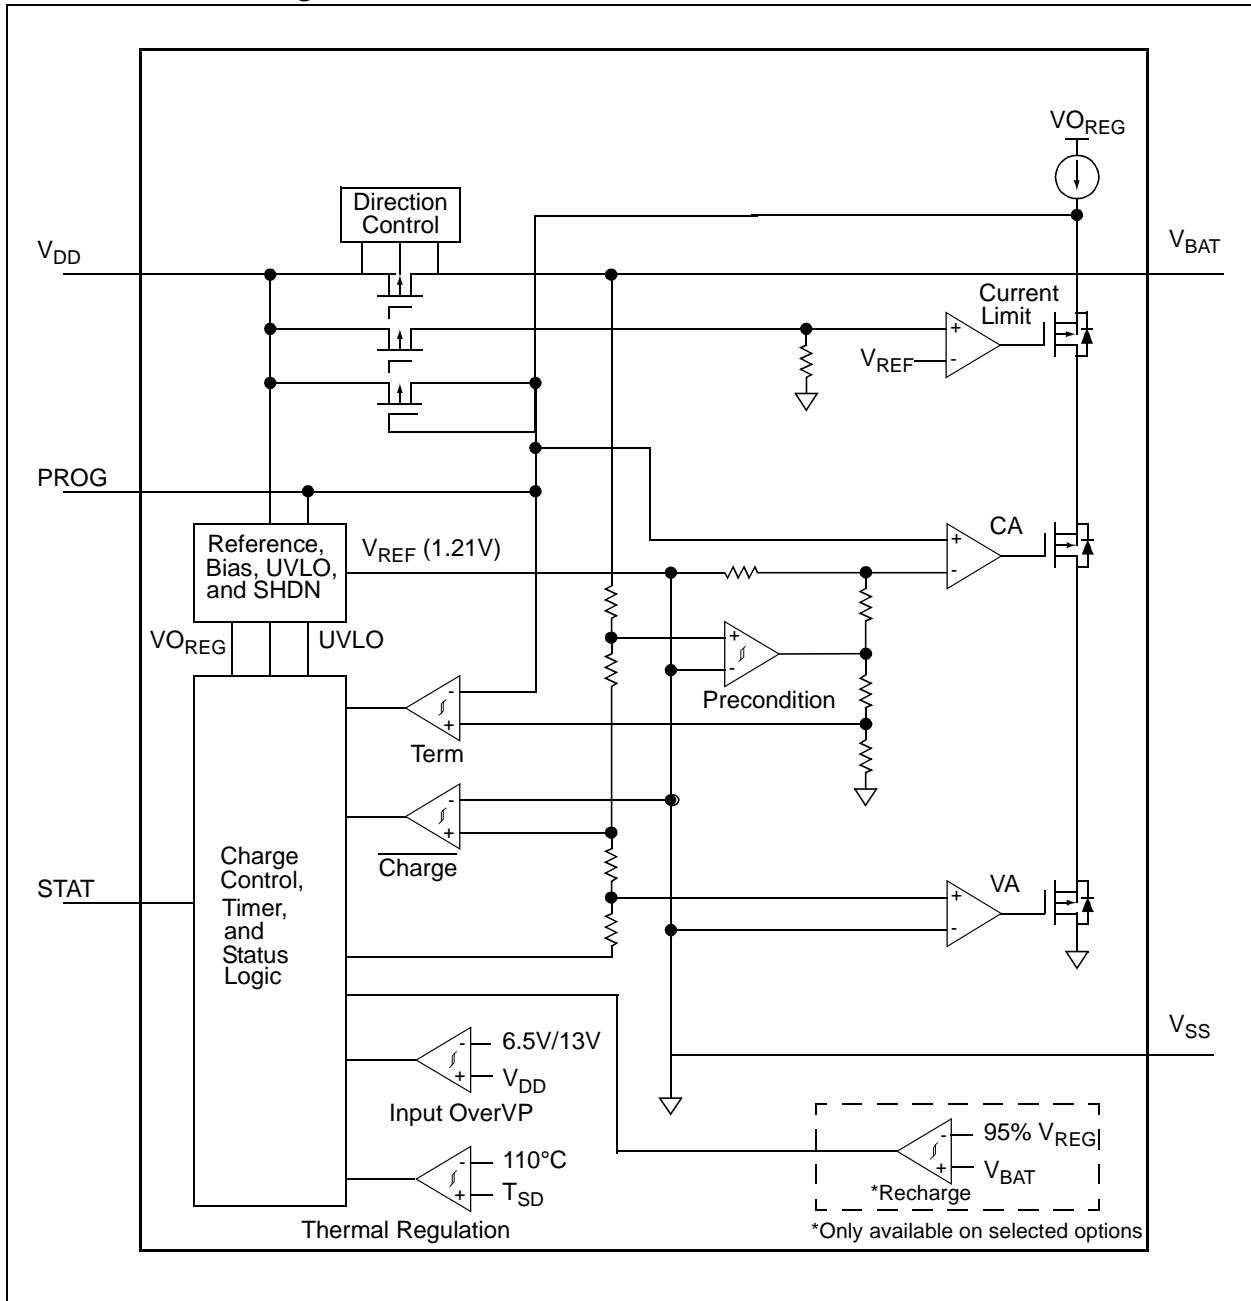 VO_REG
Direction
Control
V_DD
V_BAT
Current
Limit
+
V_REF
-
PROG
CA
Reference,
Bias, UVLO,
and SHDN
V_REF (1.21V)
+
-
VO_REG
UVLO
+
-
Precondition
-
+
Term
-
+
Charge
Charge
Control,
Timer,
and
Status
Logic
STAT
VA
+
-
V_SS
-
6.5V/13V
+
V_DD
Input OverVP
-
95% V_REG
+
V_BAT
*Recharge
-
110°C
+
T_SD
Thermal Regulation
*Only available on selected options